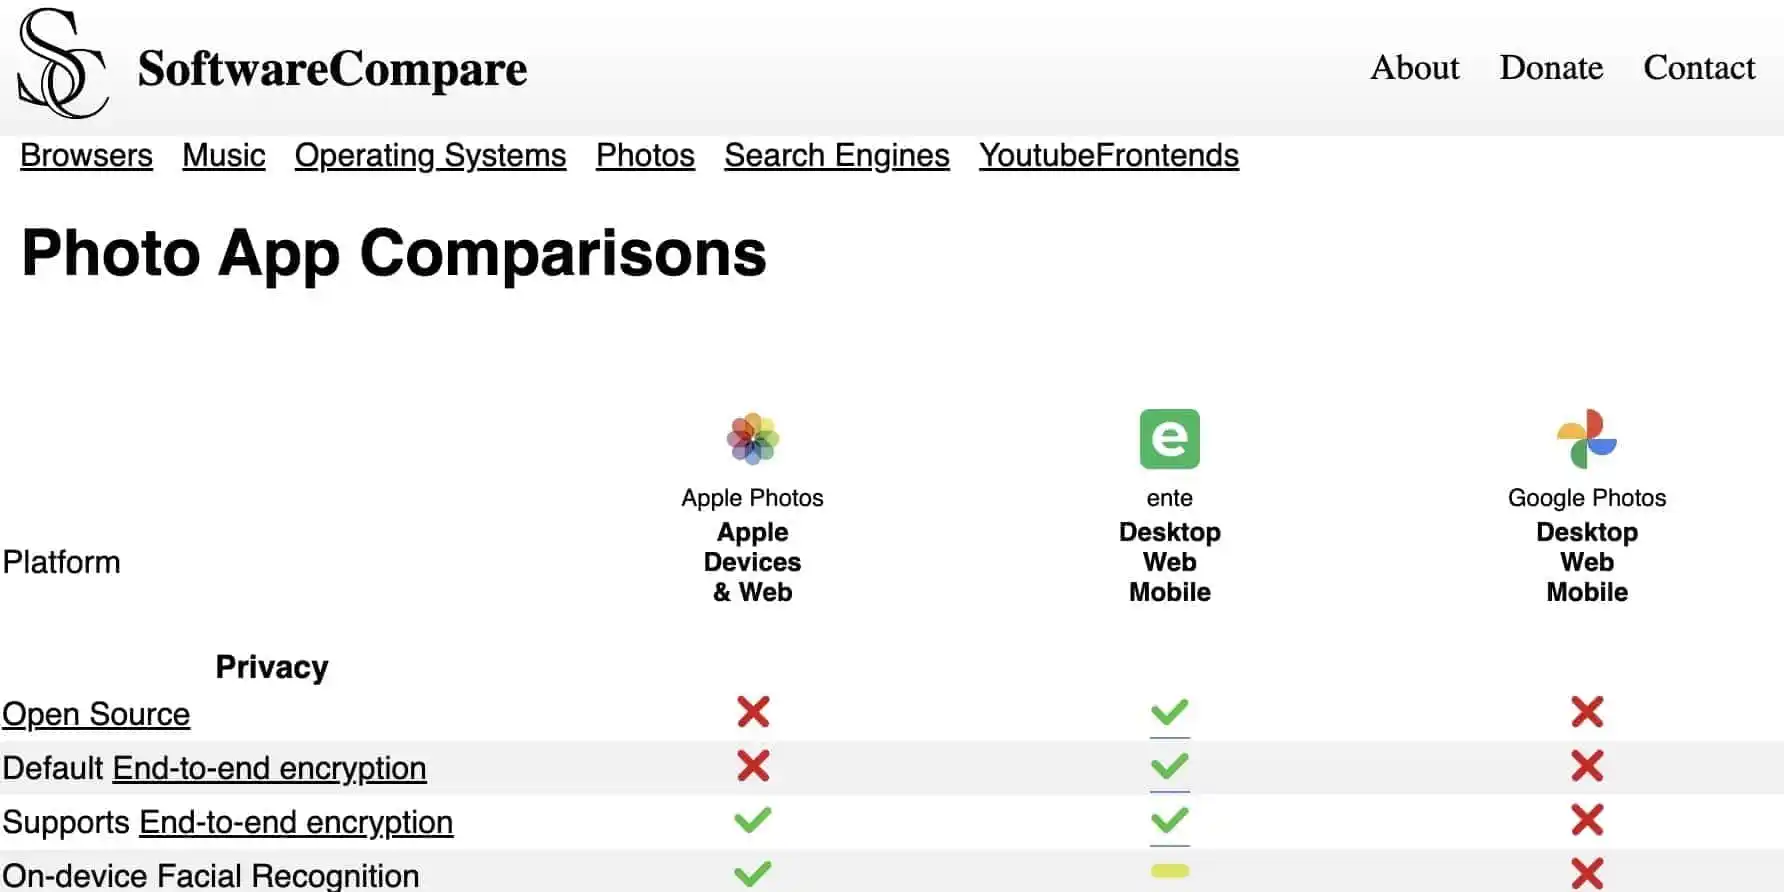 SC
SoftwareCompare
About Donate Contact
Browsers Music Operating Systems Photos Search Engines YoutubeFrontends
Photo App Comparisons
e
Apple Photos ente Google Photos
Platform
Apple Devices & Web
Desktop Web Mobile
Desktop Web Mobile
Privacy
Open Source
Default End-to-end encryption
Supports End-to-end encryption
On-device Facial Recognition